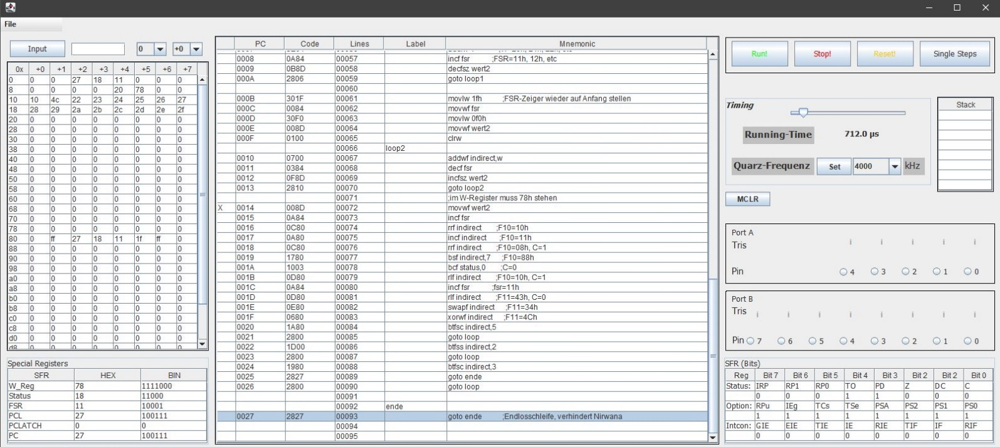 File
Input 0 +0
0x +0 +1 +2 +3 +4 +5 +6 +7
0 0 0 27 18 11 0 0 0
8 0 0 0 0 20 78 0 0
10 10 4c 22 23 24 25 26 27
18 28 29 2a 2b 2c 2d 2e 2f
20 0 0 0 0 0 0 0 0
28 0 0 0 0 0 0 0 0
30 0 0 0 0 0 0 0 0
38 0 0 0 0 0 0 0 0
40 0 0 0 0 0 0 0 0
48 0 0 0 0 0 0 0 0
50 0 0 0 0 0 0 0 0
58 0 0 0 0 0 0 0 0
60 0 0 0 0 0 0 0 0
68 0 0 0 0 0 0 0 0
70 0 0 0 0 0 0 0 0
78 0 0 0 0 0 0 0 0
80 0 ff 27 18 11 1f ff 0
88 0 0 0 0 0 0 0 0
90 0 0 0 0 0 0 0 0
98 0 0 0 0 0 0 0 0
a0 0 0 0 0 0 0 0 0
a8 0 0 0 0 0 0 0 0
b0 0 0 0 0 0 0 0 0
b8 0 0 0 0 0 0 0 0
c0 0 0 0 0 0 0 0 0
c8 0 0 0 0 0 0 0 0
d0 0 0 0 0 0 0 0 0
d8 0 0 0 0 0 0 0 0
Special Registers
SFR HEX BIN
W_Reg 78 1111000
Status 18 11000
FSR 11 10001
PCL 27 100111
PCLATCH 0 0
PC 27 100111
PC Code Lines Label Mnemonic
0008 0A84 00057 incf fsr ;FSR=11h, 12h, etc
0009 0B8D 00058 decfsz wert2
000A 2806 00059 goto loop1
00060
000B 301F 00061 movlw 1fh ;FSR-Zeiger wieder auf Anfang stellen
000C 0084 00062 movwf fsr
000D 30F0 00063 movlw 0f0h
000E 008D 00064 movwf wert2
000F 0100 00065 clrw
00066 loop2
0010 0700 00067 addwf indirect,w
0011 0384 00068 decf fsr
0012 0F8D 00069 incfsz wert2
0013 2810 00070 goto loop2
00071 ;im W-Register muss 78h stehen
X 0014 008D 00072 movwf wert2
0015 0A84 00073 incf fsr
0016 0C80 00074 rrf indirect ;F10=10h
0017 0A80 00075 incf indirect ;F10=11h
0018 0C80 00076 rrf indirect ;F10=08h, C=1
0019 1780 00077 bsf indirect,7 ;F10=88h
001A 1003 00078 bcf status,0 ;C=0
001B 0D80 00079 rlf indirect ;F10=10h, C=1
001C 0A84 00080 incf fsr ;fsr=11h
001D 0D80 00081 rlf indirect ;F11=43h, C=0
001E 0E80 00082 swapf indirect ;F11=34h
001F 0680 00083 xorwf indirect ;F11=4Ch
0020 1A80 00084 btfsc indirect,5
0021 2800 00085 goto loop
0022 1D00 00086 btfss indirect,2
0023 2800 00087 goto loop
0024 1980 00088 btfsc indirect,3
0025 2827 00089 goto ende
0026 2800 00090 goto loop
00091
00092 ende
0027 2827 00093 goto ende ;Endlosschleife, verhindert Nirwana
00094
00095
Run! Stop! Reset! Single Steps
Timing
Running-Time 712.0 µs
Quarz-Frequenz Set 4000 kHz
Stack
MCLR
Port A
Tris i i i i i
Pin 4 3 2 1 0
Port B
Tris i i i i i i i i
Pin 7 6 5 4 3 2 1 0
SFR (Bits)
Reg Bit 7 Bit 6 Bit 5 Bit 4 Bit 3 Bit 2 Bit 2 Bit 0
Status: IRP RP1 RP0 TO PD Z DC C
0 0 0 1 1 0 0 0
Option: RPu IEg TCs TSe PSA PS2 PS1 PS0
1 1 1 1 1 1 1 1
Intcon: GIE EIE TIE IE RIE TIF IF RIF
0 0 0 0 0 0 0 0